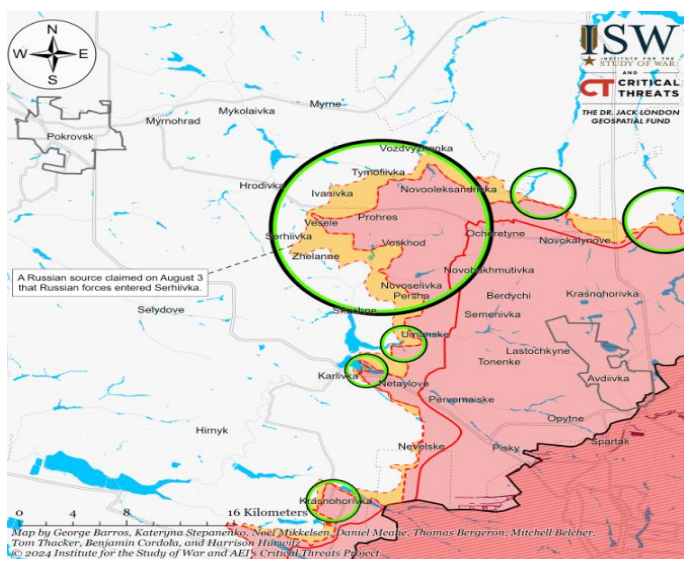 N
W E
S
ISW
INSTITUTE FOR THE
STUDY OF WAR
AND
CT CRITICAL
THREATS
THE DR. JACK LONDON
GEOSPATIAL FUND
Myrne
Mykolaivka
Myrnohrad
Pokrovsk
Vozdvyzhenka
Tymofiivka
Hrodivka
Ivanivka
Novooleksandrivka
Prohres
Vesele
Serhiivka
Ocheretyne
Voskhod
Novokalynove
Zhelanne
A Russian source claimed on August 3
that Russian forces entered Serhiivka.
Novobakhmutivka
Krasnohorivka
Novoselivka
Persha
Berdychi
Selydove
Skuchne
Semenivka
Umanske
Lastochkyne
Tonenke
Karlivka
Avdiivka
Netaylove
Pervomaiske
Opytne
Hirnyk
Nevelske
Pisky
Spartak
Krasnohorivka
0 16 Kilometers
Map by George Barros, Kateryna Stepanenko, Noel Mikkelsen, Daniel Mealie, Thomas Bergeron, Mitchell Belcher,
Tom Thacker, Benjamin Cordola, and Harrison Hurwitz
© 2024 Institute for the Study of War and AEI's Critical Threats Project